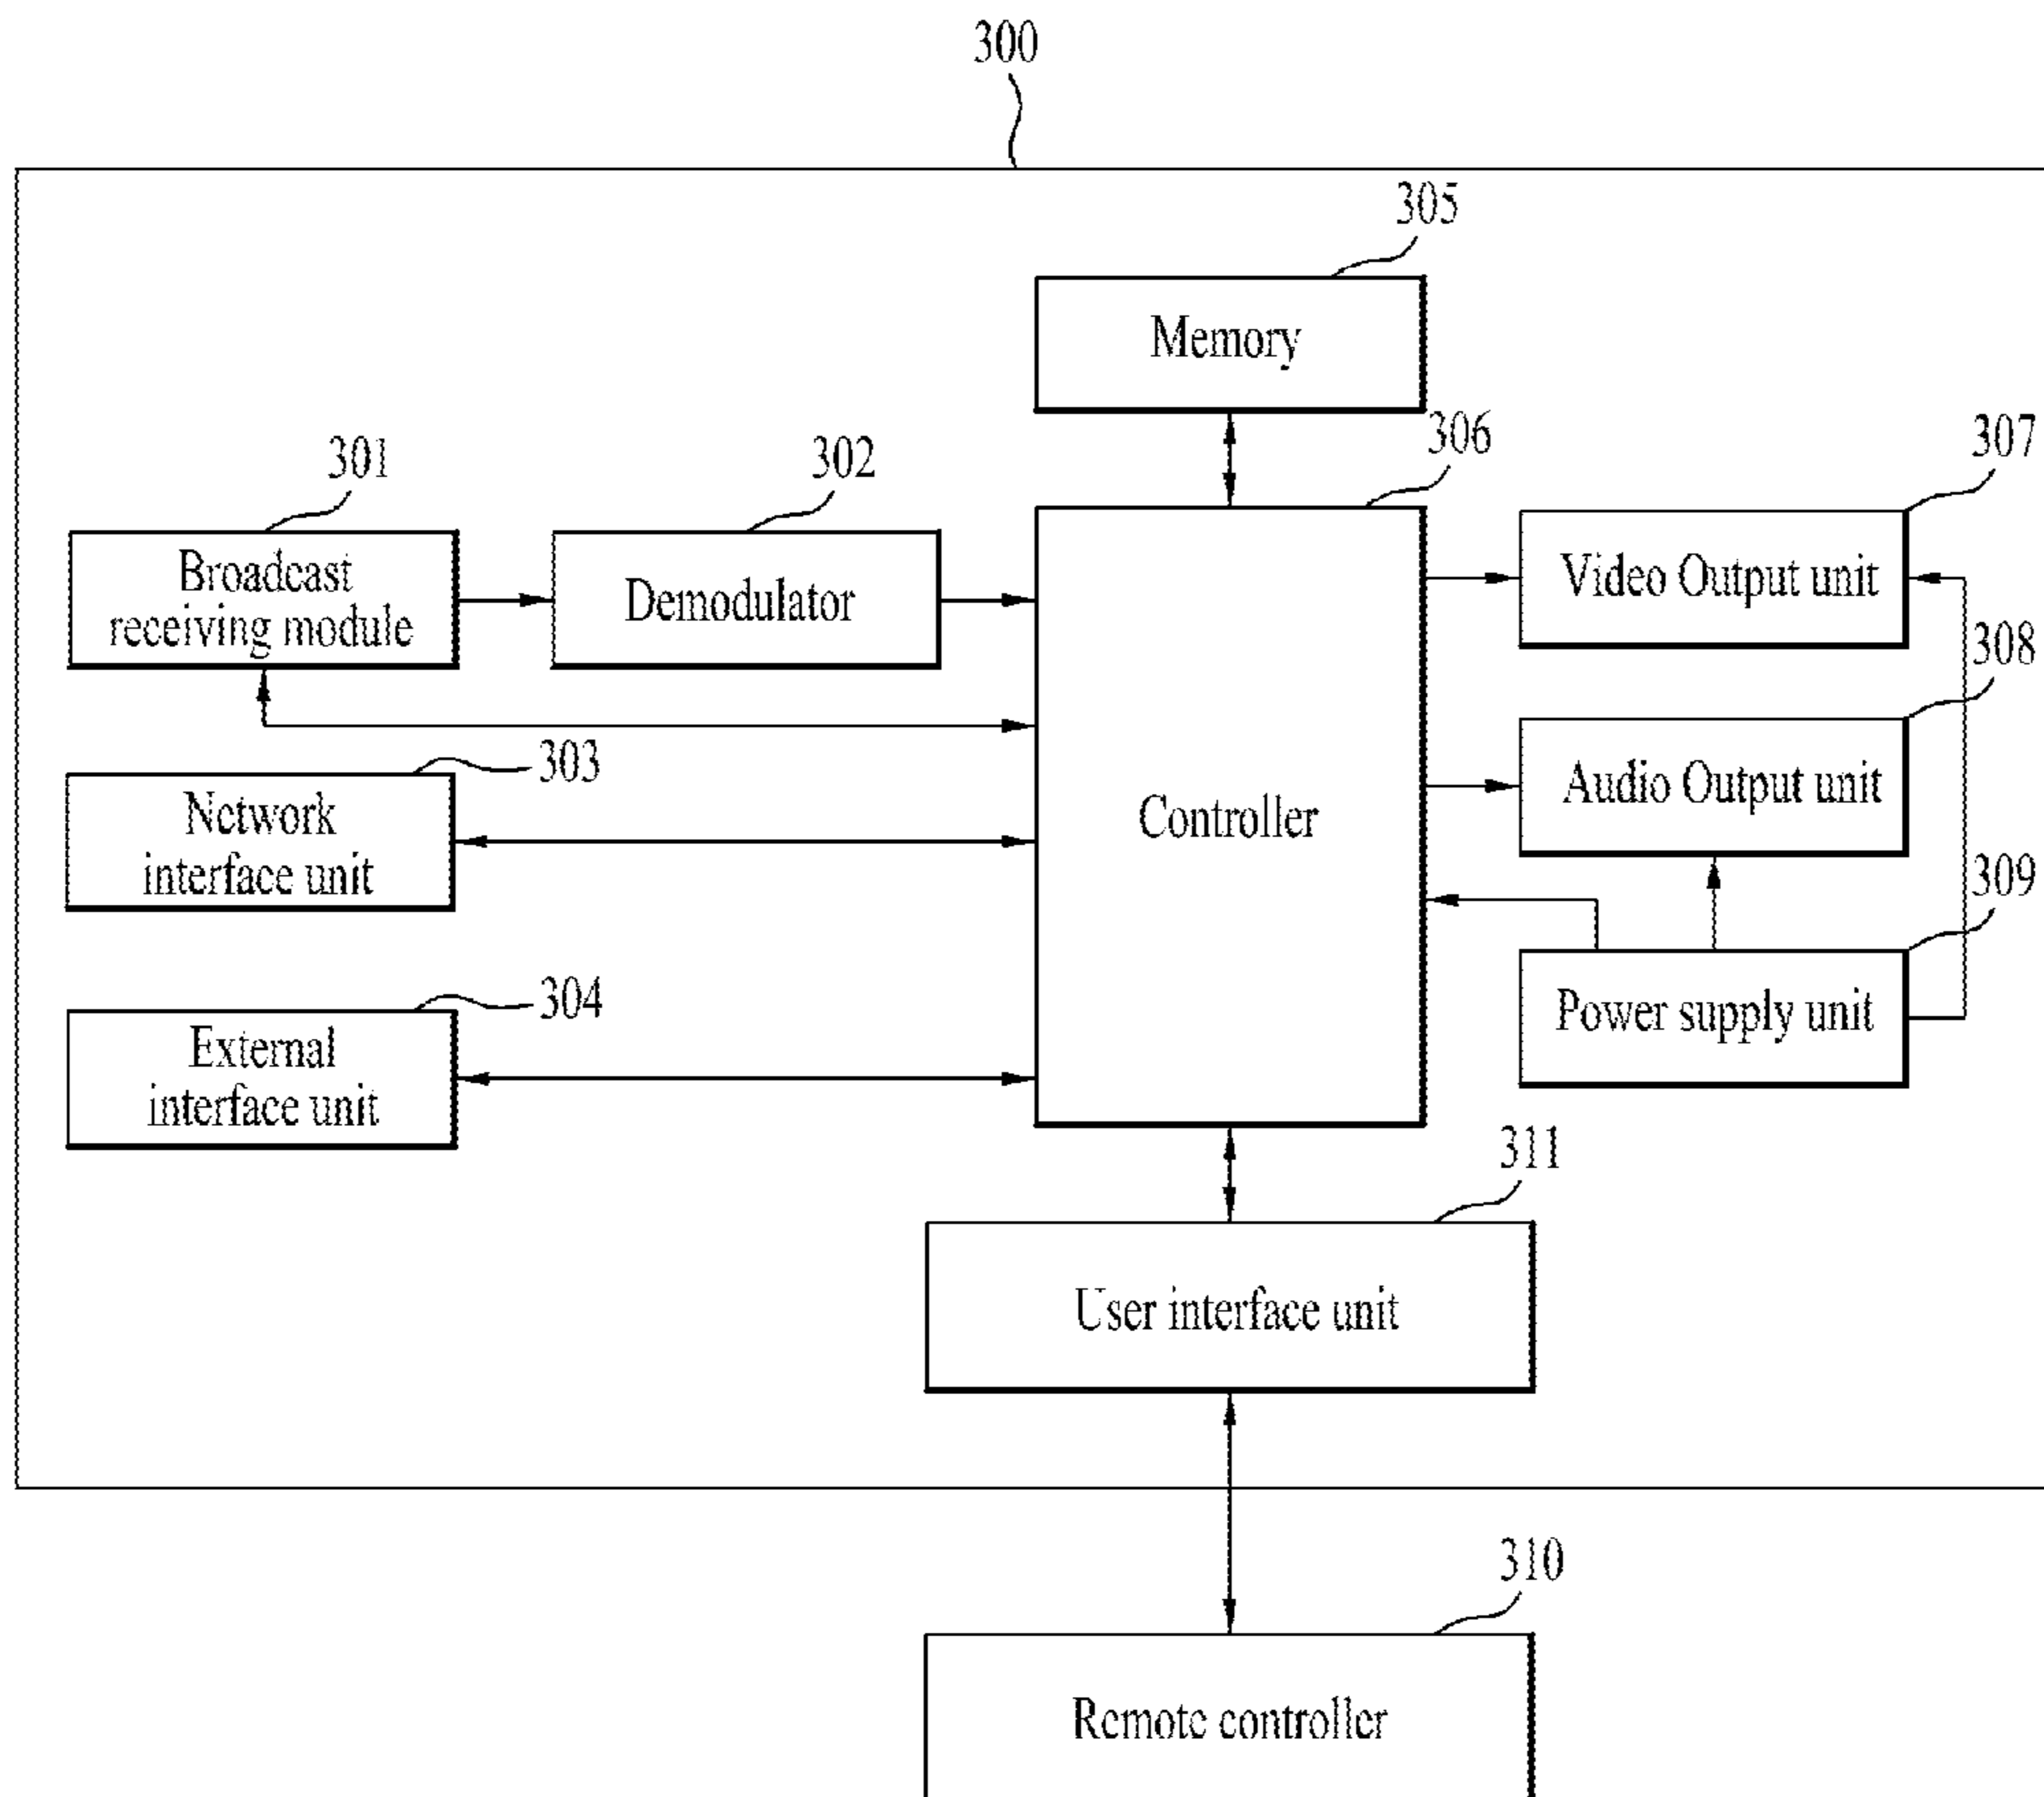 300
305
Memory
306
301
302
307
Broadcast
receiving module
Demodulator
Video Output unit
308
303
Network
interface unit
Controller
Audio Output unit
309
304
External
interface unit
Power supply unit
311
User interface unit
310
Remote controller